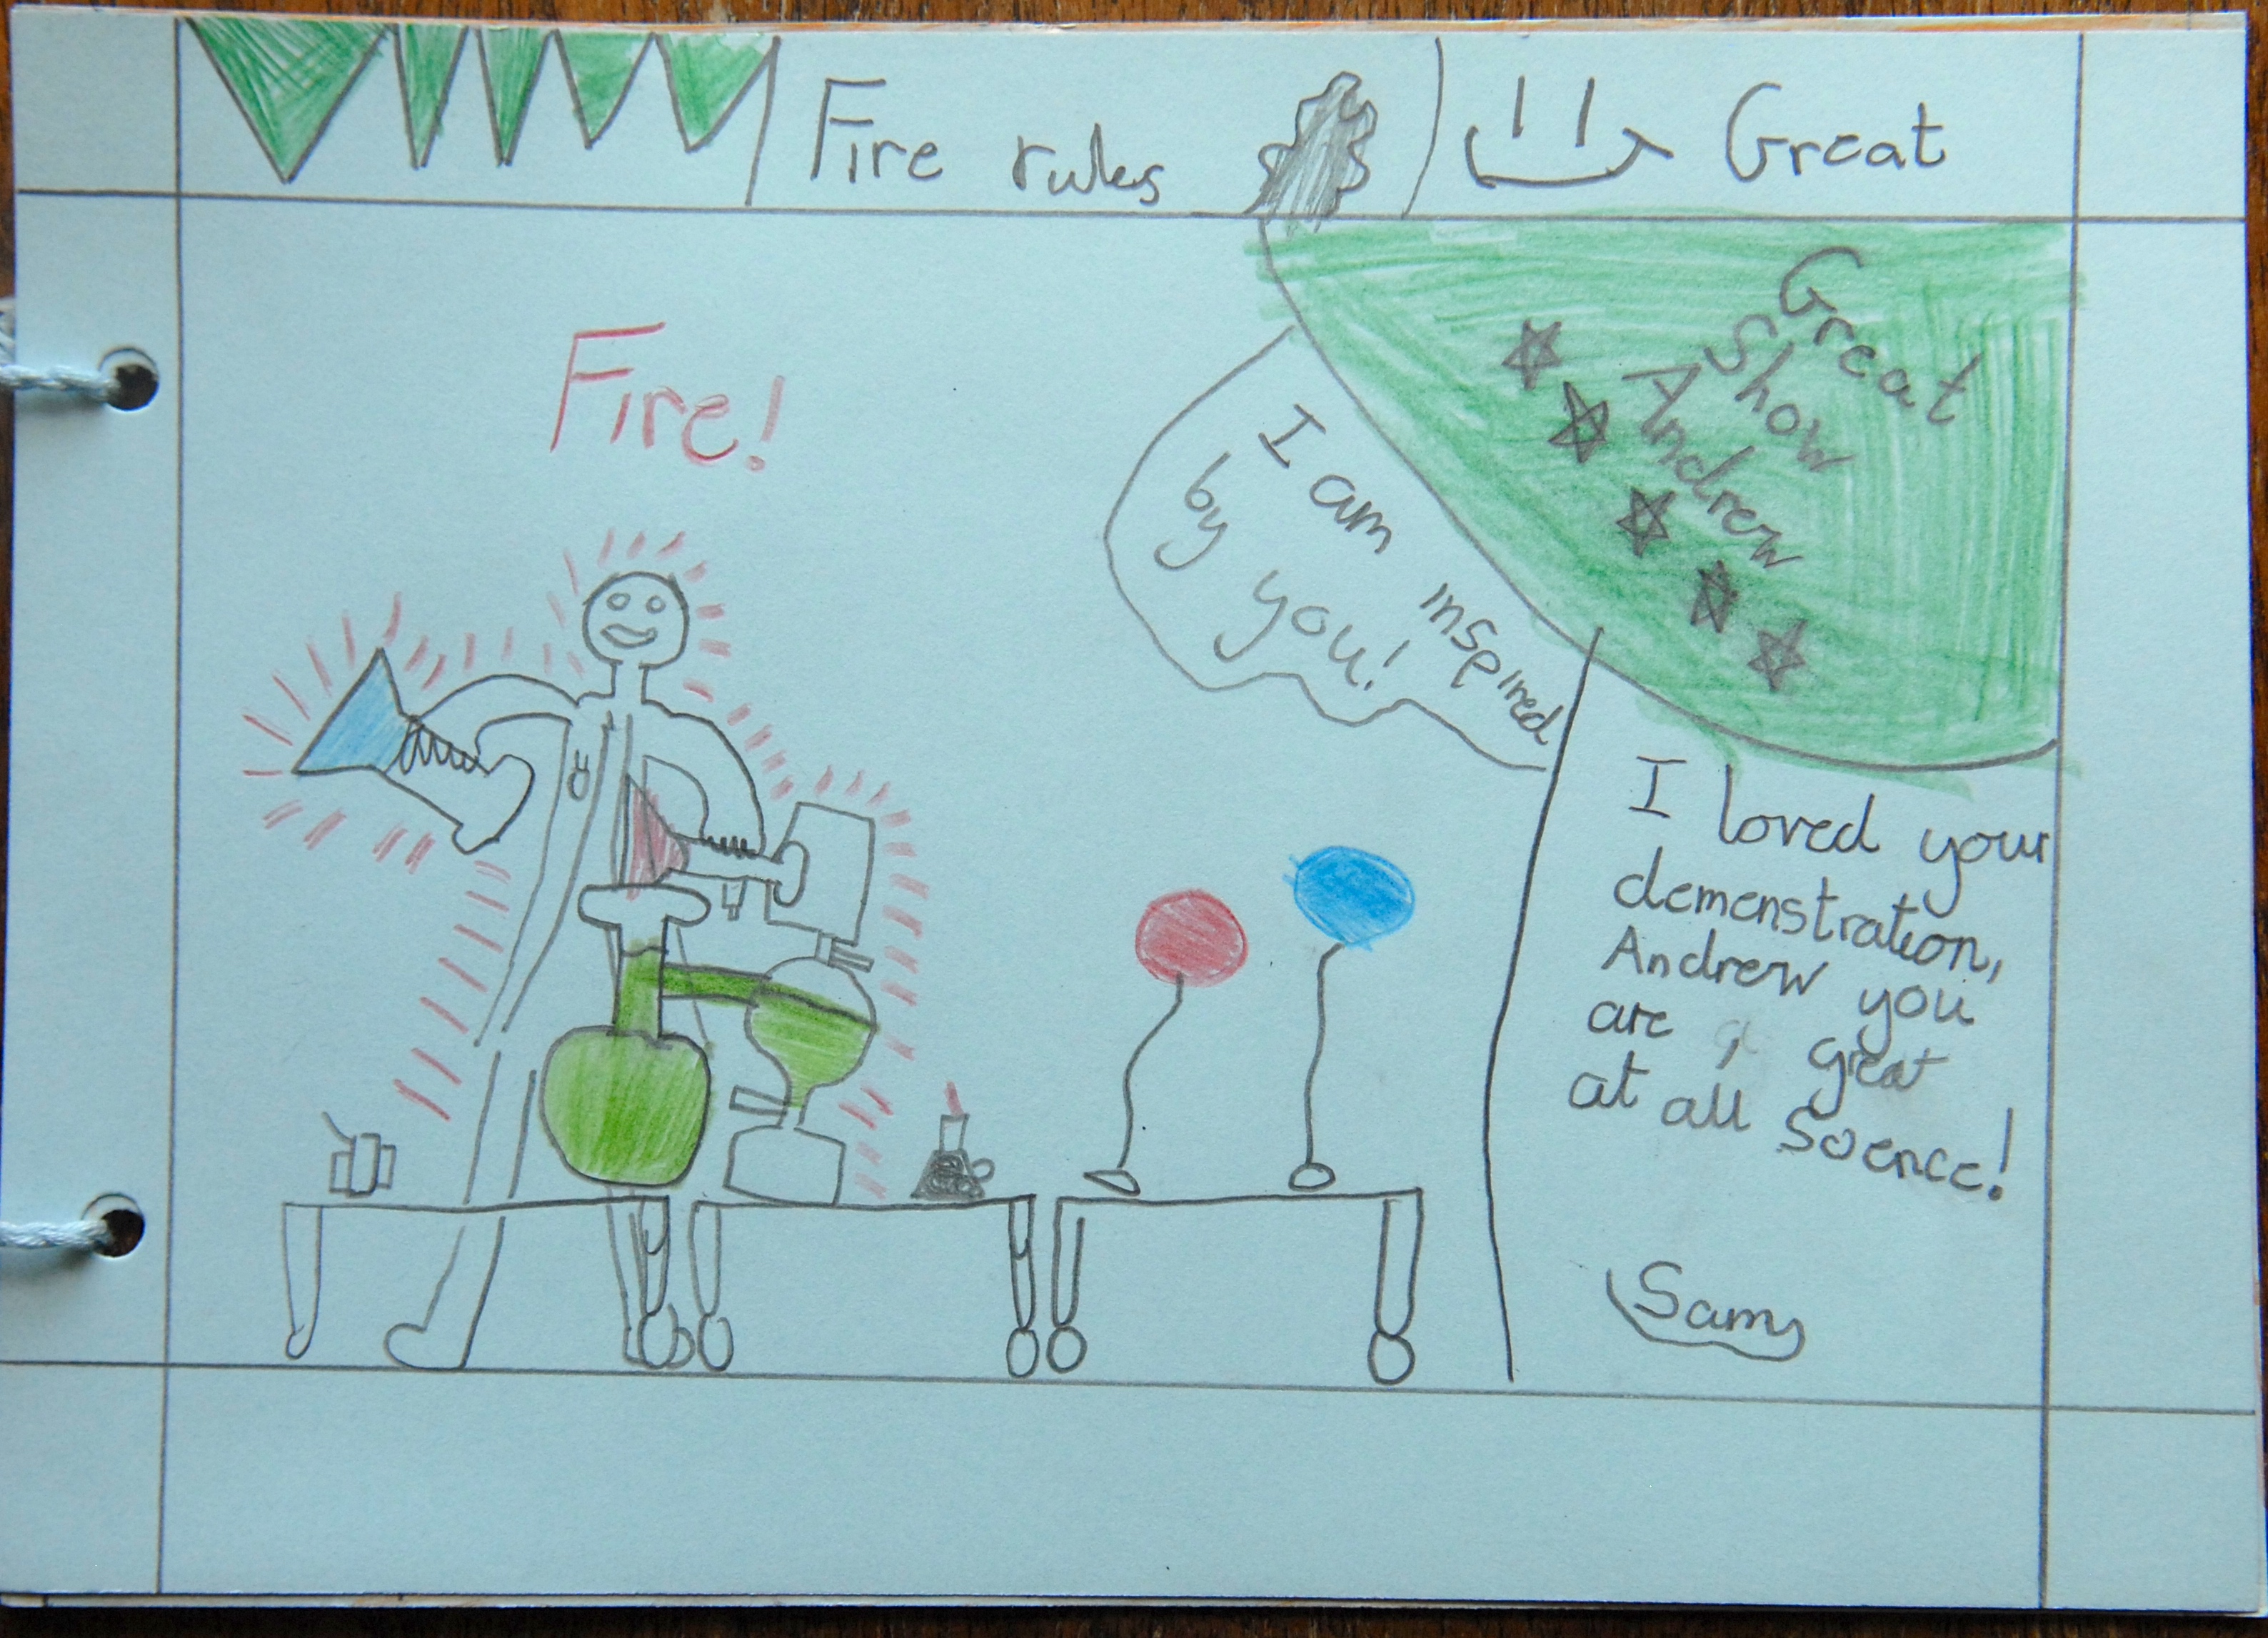 Fire rules
Great
Fire!
Great
Show
Andrew
I am inspired
by you!
I loved your
demenstration,
Andrew you
are great
at all Science!
Sam